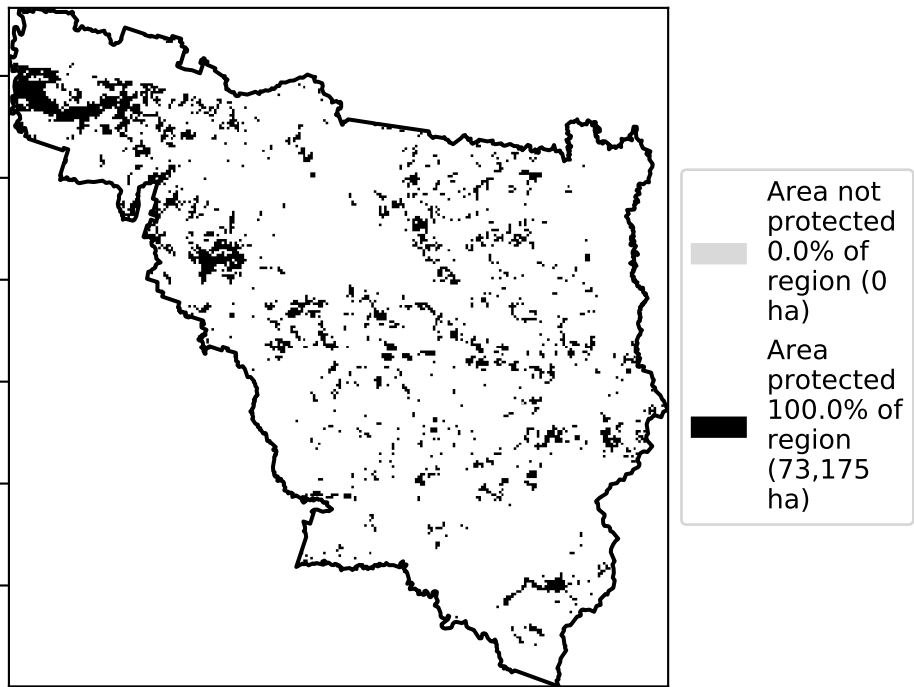 Area not
protected
0.0% of
region (0
ha)
Area
protected
100.0% of
region
(73,175
ha)